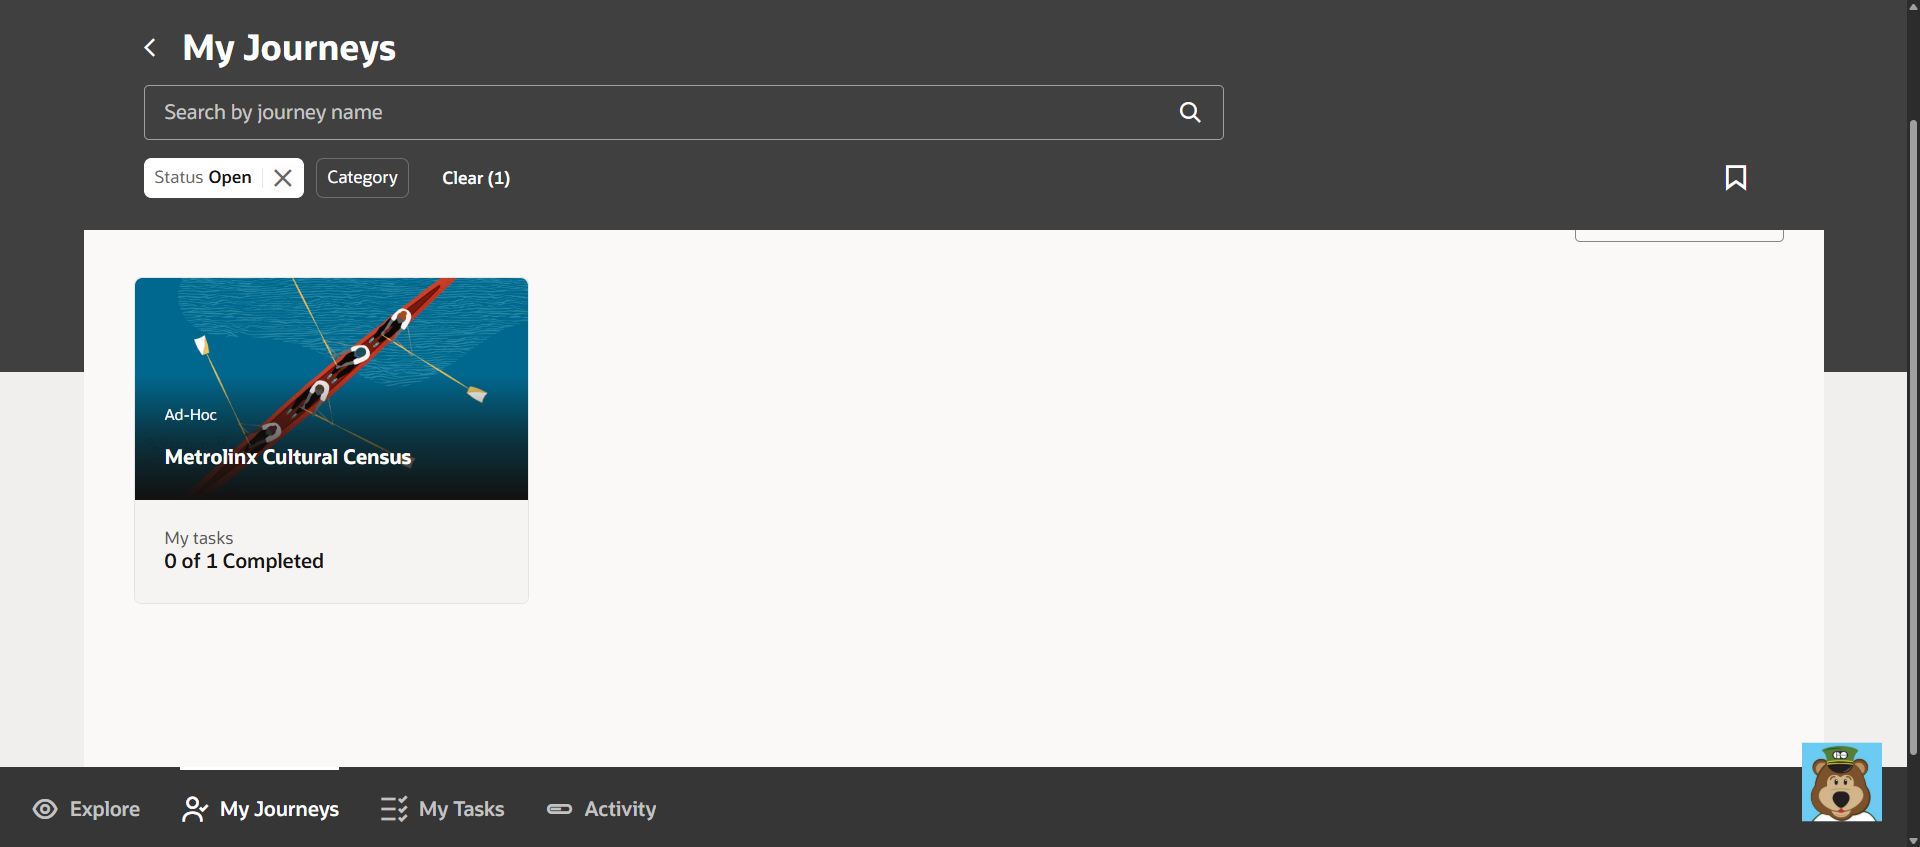 My Journeys
Search by journey name
Status Open
Category
Clear (1)
Ad-Hoc
Metrolinx Cultural Census
My tasks
0 of 1 Completed
Explore
My Journeys
My Tasks
Activity